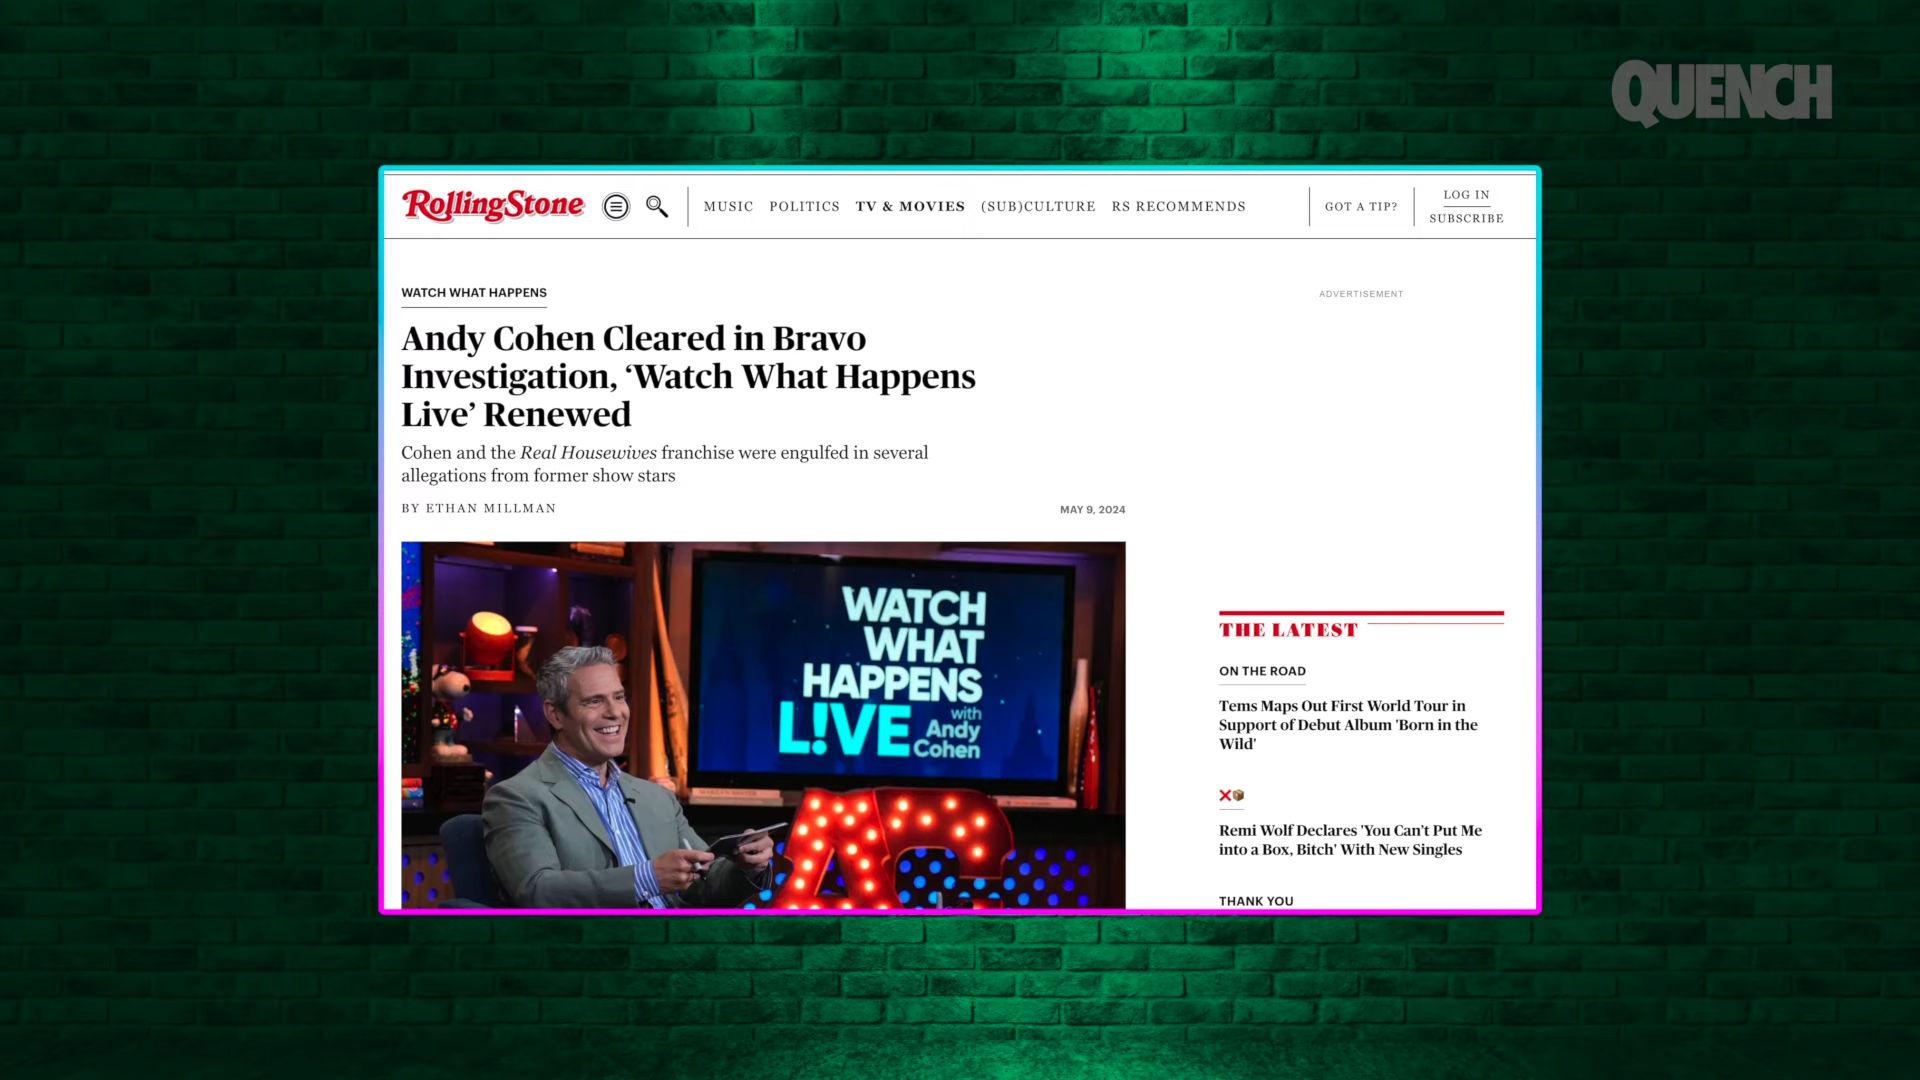 QUENCH
RollingStone
MUSIC POLITICS TV & MOVIES (SUB)CULTURE RS RECOMMENDS
GOT A TIP?
LOG IN
SUBSCRIBE
WATCH WHAT HAPPENS
ADVERTISEMENT
Andy Cohen Cleared in Bravo
Investigation, ‘Watch What Happens
Live’ Renewed
Cohen and the Real Housewives franchise were engulfed in several
allegations from former show stars
BY ETHAN MILLMAN
MAY 9, 2024
WATCH
WHAT
HAPPENS
L!VE
with
Andy
Cohen
AC
THE LATEST
ON THE ROAD
Tems Maps Out First World Tour in
Support of Debut Album 'Born in the
Wild'
Remi Wolf Declares 'You Can’t Put Me
into a Box, Bitch' With New Singles
THANK YOU